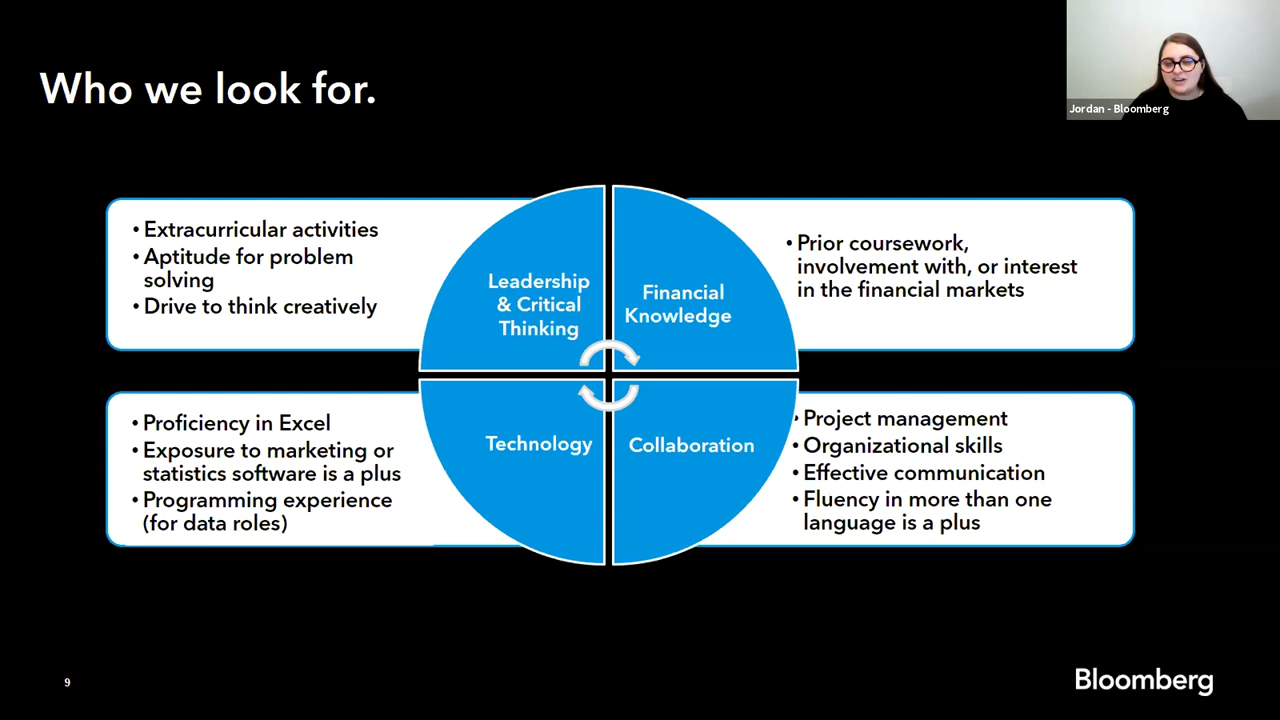 Who we look for.
Jordan - Bloomberg
• Extracurricular activities
• Aptitude for problem
solving
• Drive to think creatively
Leadership
& Critical
Thinking
Financial
Knowledge
• Prior coursework,
involvement with, or interest
in the financial markets
• Proficiency in Excel
• Exposure to marketing or
statistics software is a plus
• Programming experience
(for data roles)
Technology
Collaboration
• Project management
• Organizational skills
• Effective communication
• Fluency in more than one
language is a plus
9
Bloomberg